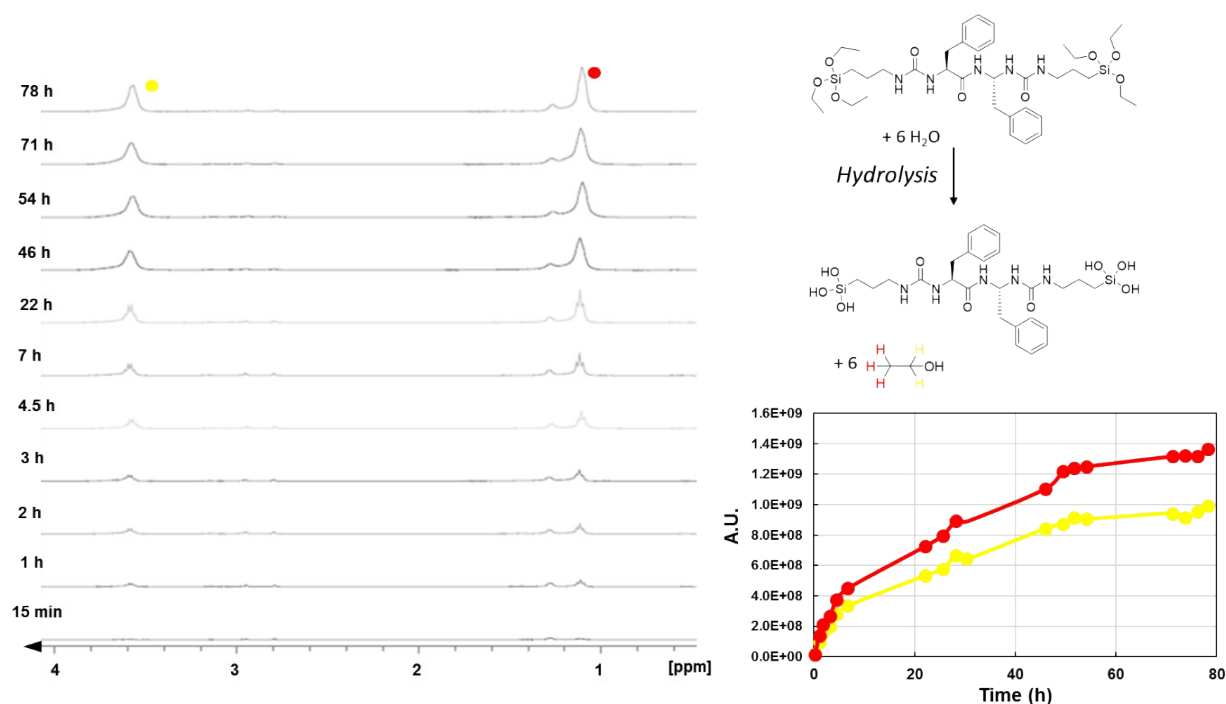 78 h
71 h
54 h
46 h
22 h
7 h
4.5 h
3 h
2 h
1 h
15 min
4 3 2 1 [ppm]
O O O O
Si O O N H N H O H N H N O H N Si O O
+ 6 H2O
Hydrolysis
HO O HO OH
Si HO OH N H N H O H N H N O H N Si OH
+ 6 H H H H H OH
1.6E+09
1.4E+09
1.2E+09
1.0E+09
8.0E+08
6.0E+08
4.0E+08
2.0E+08
0.0E+00
A.U.
0 20 40 60 80
Time (h)